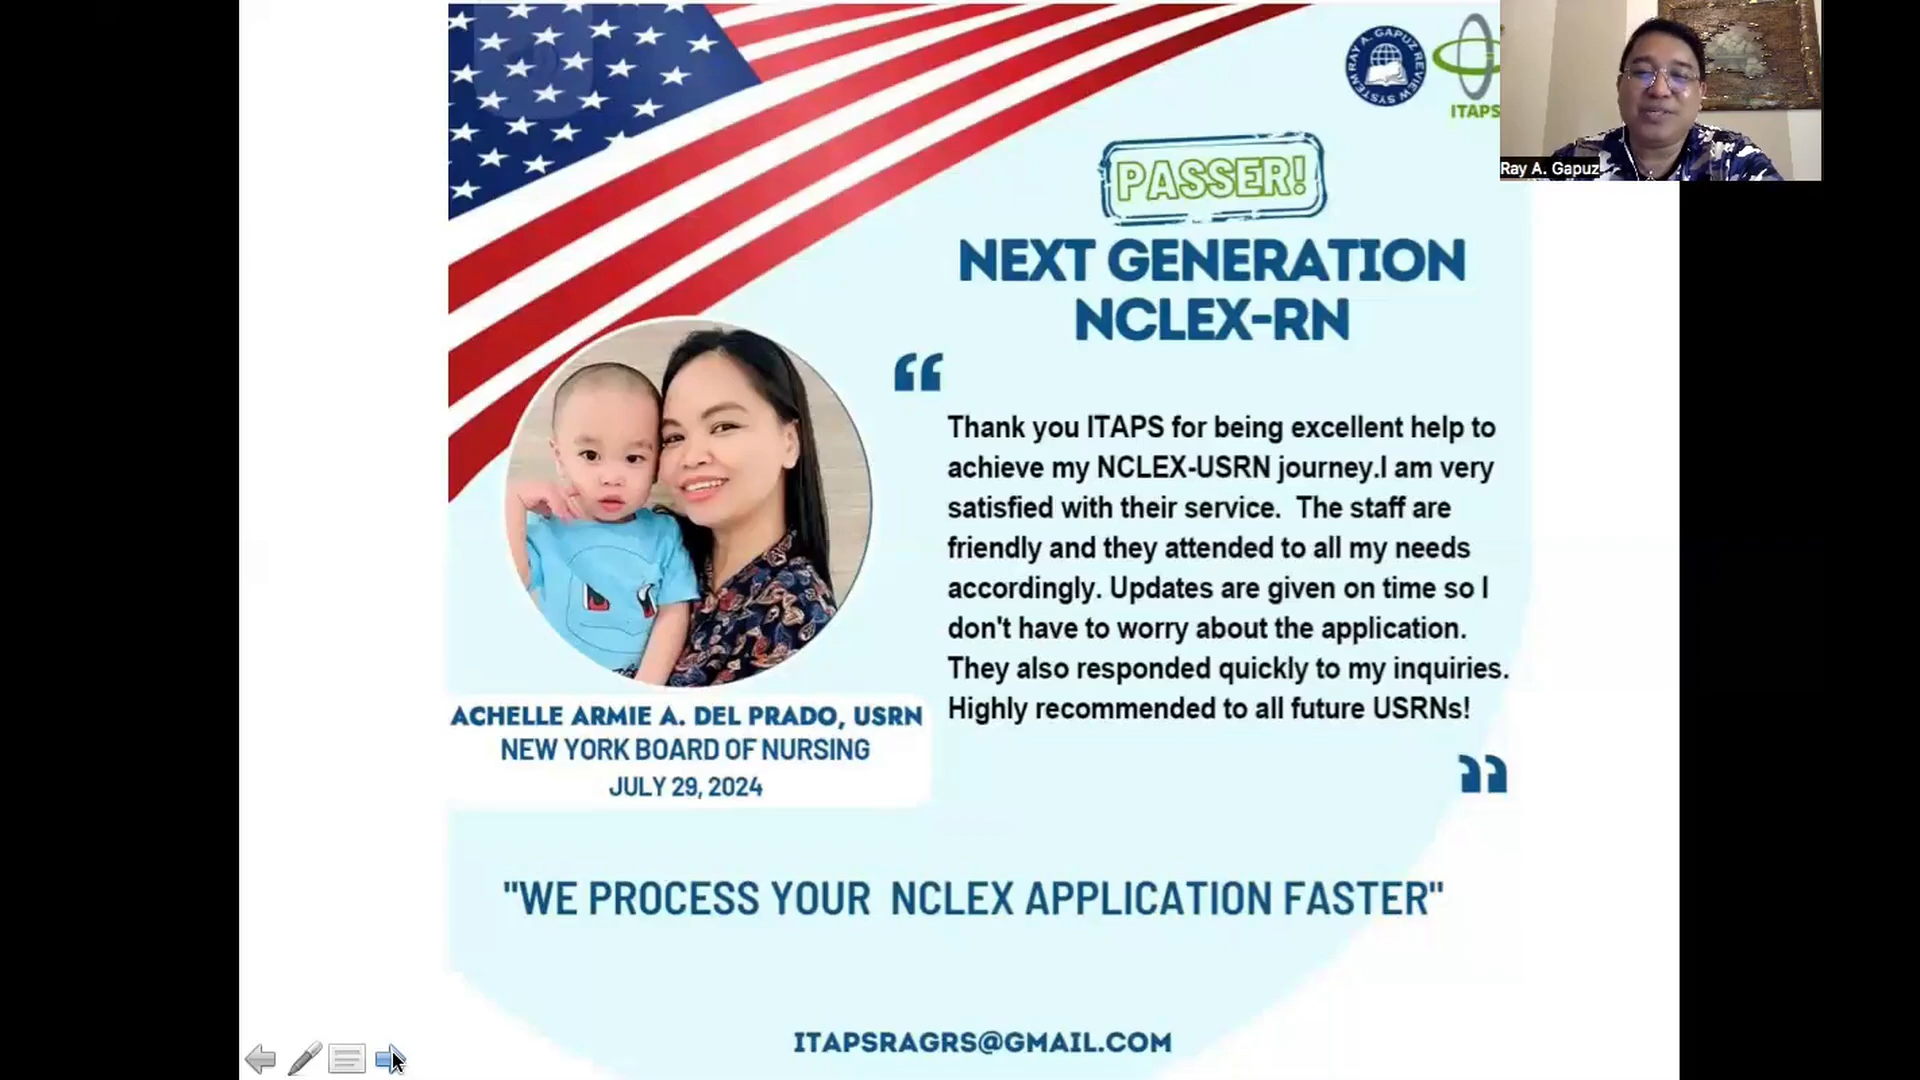 RAY A. GAPUZ REVIEW SYSTEM
ITAPS
Ray A. Gapuz
PASSER!
NEXT GENERATION
NCLEX-RN
“
Thank you ITAPS for being excellent help to
achieve my NCLEX-USRN journey.I am very
satisfied with their service.  The staff are
friendly and they attended to all my needs
accordingly. Updates are given on time so I
don't have to worry about the application.
They also responded quickly to my inquiries.
Highly recommended to all future USRNs!
”
ACHELLE ARMIE A. DEL PRADO, USRN
NEW YORK BOARD OF NURSING
JULY 29, 2024
"WE PROCESS YOUR  NCLEX APPLICATION FASTER"
ITAPSRAGRS@GMAIL.COM